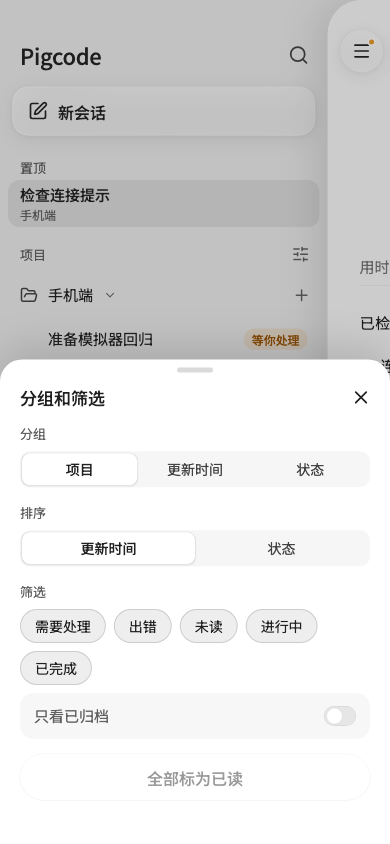 Pigcode
新会话
置顶
检查连接提示
手机端
项目
手机端
准备模拟器回归
等你处理
用时
已检
分组和筛选
分组
项目 更新时间 状态
排序
更新时间 状态
筛选
需要处理 出错 未读 进行中
已完成
只看已归档
全部标为已读